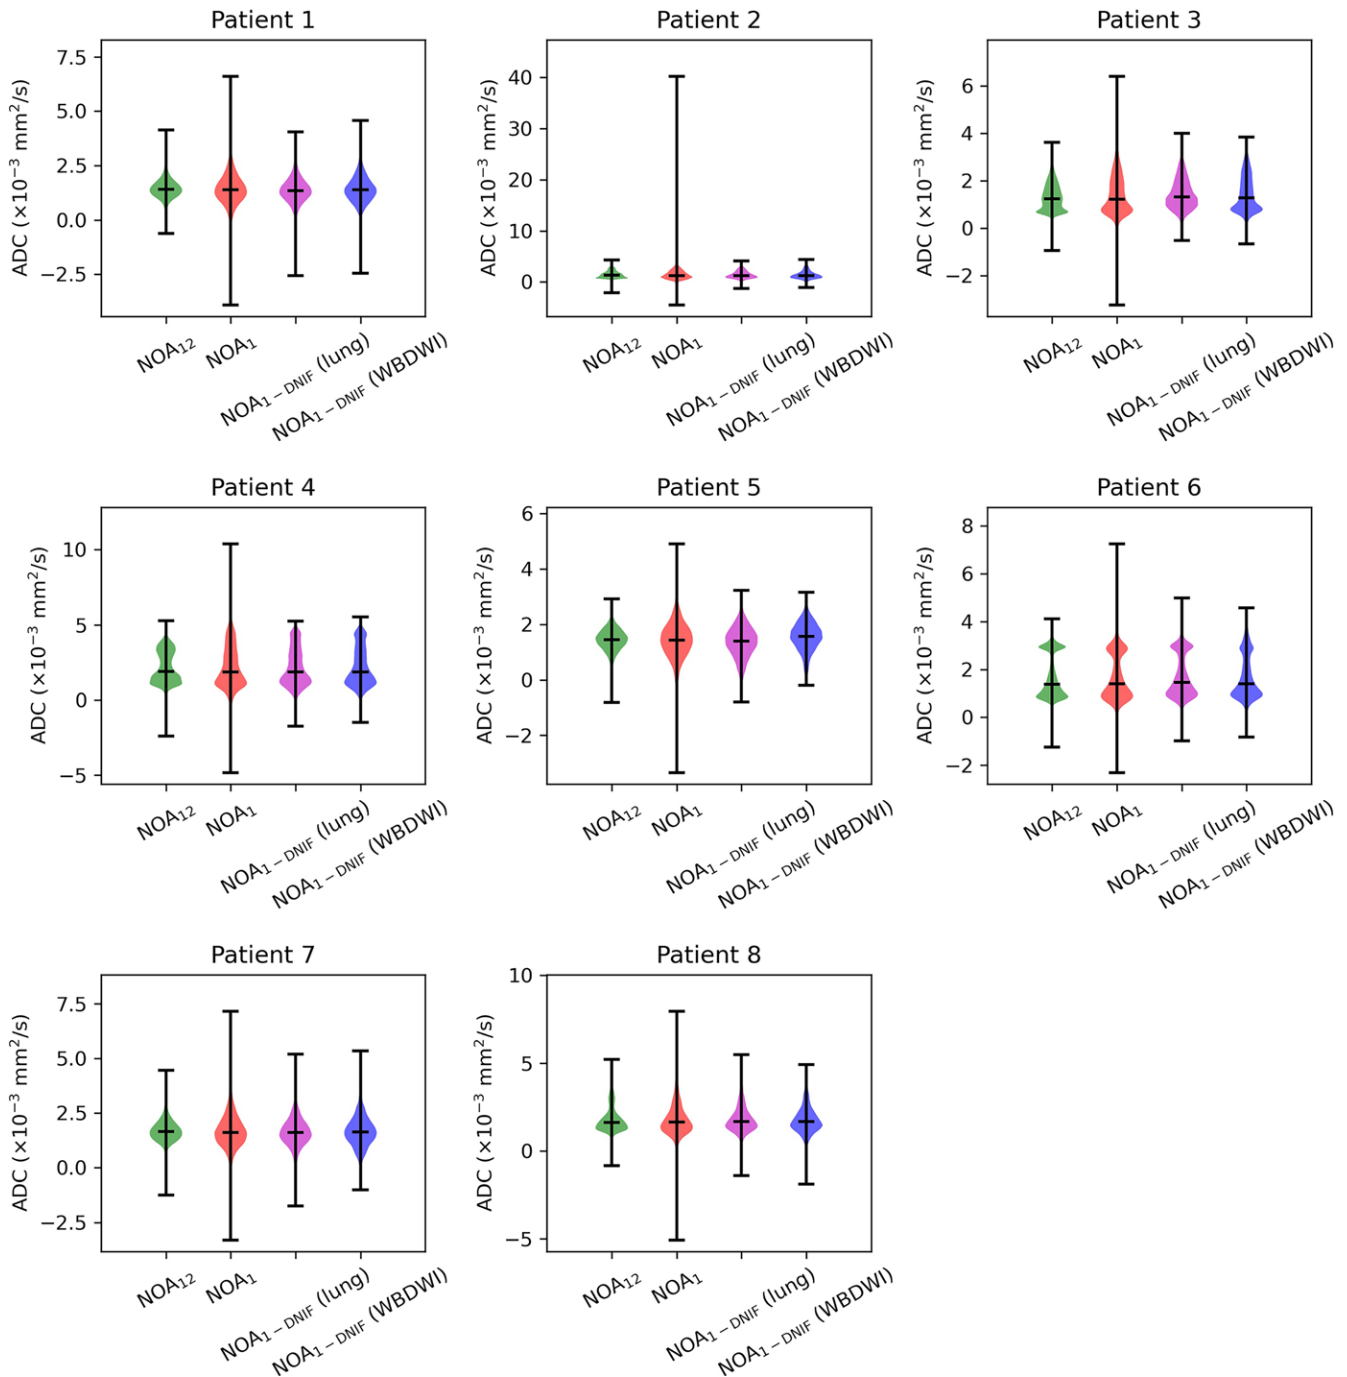 Patient 1
ADC (×10⁻³ mm²/s)
7.5
5.0
2.5
0.0
−2.5
NOA₁₂
NOA₁
NOA₁₋DNIF (lung)
NOA₁₋DNIF (WBDWI)
Patient 2
ADC (×10⁻³ mm²/s)
40
30
20
10
0
NOA₁₂
NOA₁
NOA₁₋DNIF (lung)
NOA₁₋DNIF (WBDWI)
Patient 3
ADC (×10⁻³ mm²/s)
6
4
2
0
−2
NOA₁₂
NOA₁
NOA₁₋DNIF (lung)
NOA₁₋DNIF (WBDWI)
Patient 4
ADC (×10⁻³ mm²/s)
10
5
0
−5
NOA₁₂
NOA₁
NOA₁₋DNIF (lung)
NOA₁₋DNIF (WBDWI)
Patient 5
ADC (×10⁻³ mm²/s)
6
4
2
0
−2
NOA₁₂
NOA₁
NOA₁₋DNIF (lung)
NOA₁₋DNIF (WBDWI)
Patient 6
ADC (×10⁻³ mm²/s)
8
6
4
2
0
−2
NOA₁₂
NOA₁
NOA₁₋DNIF (lung)
NOA₁₋DNIF (WBDWI)
Patient 7
ADC (×10⁻³ mm²/s)
7.5
5.0
2.5
0.0
−2.5
NOA₁₂
NOA₁
NOA₁₋DNIF (lung)
NOA₁₋DNIF (WBDWI)
Patient 8
ADC (×10⁻³ mm²/s)
10
5
0
−5
NOA₁₂
NOA₁
NOA₁₋DNIF (lung)
NOA₁₋DNIF (WBDWI)